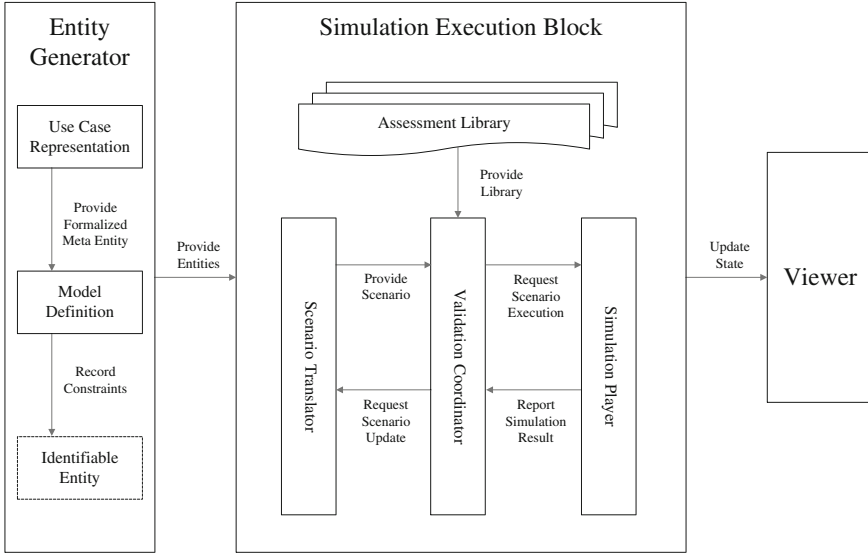 Entity
Generator
Use Case
Representation
Provide
Formalized
Meta Entity
Model
Definition
Record
Constraints
Identifiable
Entity
Provide
Entities
Simulation Execution Block
Assessment Library
Provide
Library
Scenario Translator
Provide
Scenario
Request
Scenario
Update
Validation Coordinator
Request
Scenario
Execution
Report
Simulation
Result
Simulation Player
Update
State
Viewer